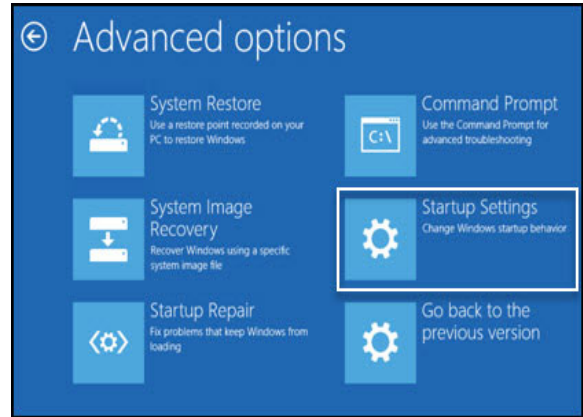 Advanced options
System Restore
Use a restore point recorded on your
PC to restore Windows
System Image
Recovery
Recover Windows using a specific
system image file
Startup Repair
Fix problems that keep Windows from
loading
C:\
Command Prompt
Use the Command Prompt for
advanced troubleshooting
Startup Settings
Change Windows startup behavior
Go back to the
previous version